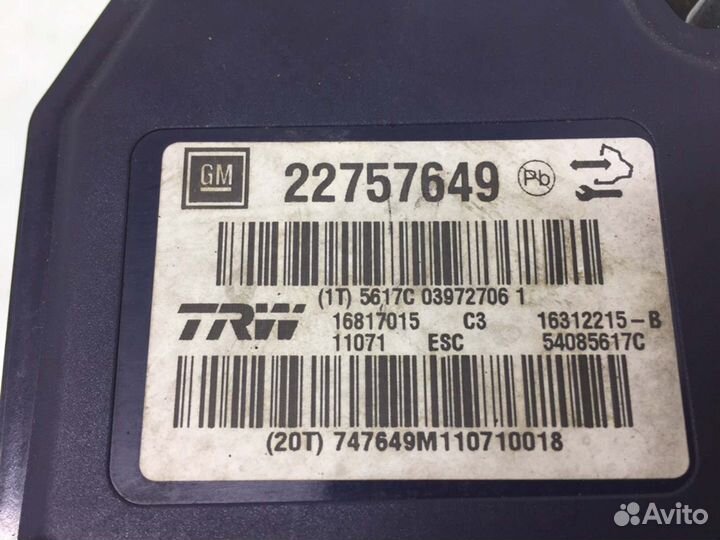 GM 22757649 Pb
(1T) 5617C 03972706 1
TRW 16817015 C3 16312215-B
11071 ESC 54085617C
(20T) 747649M110710018
Avito